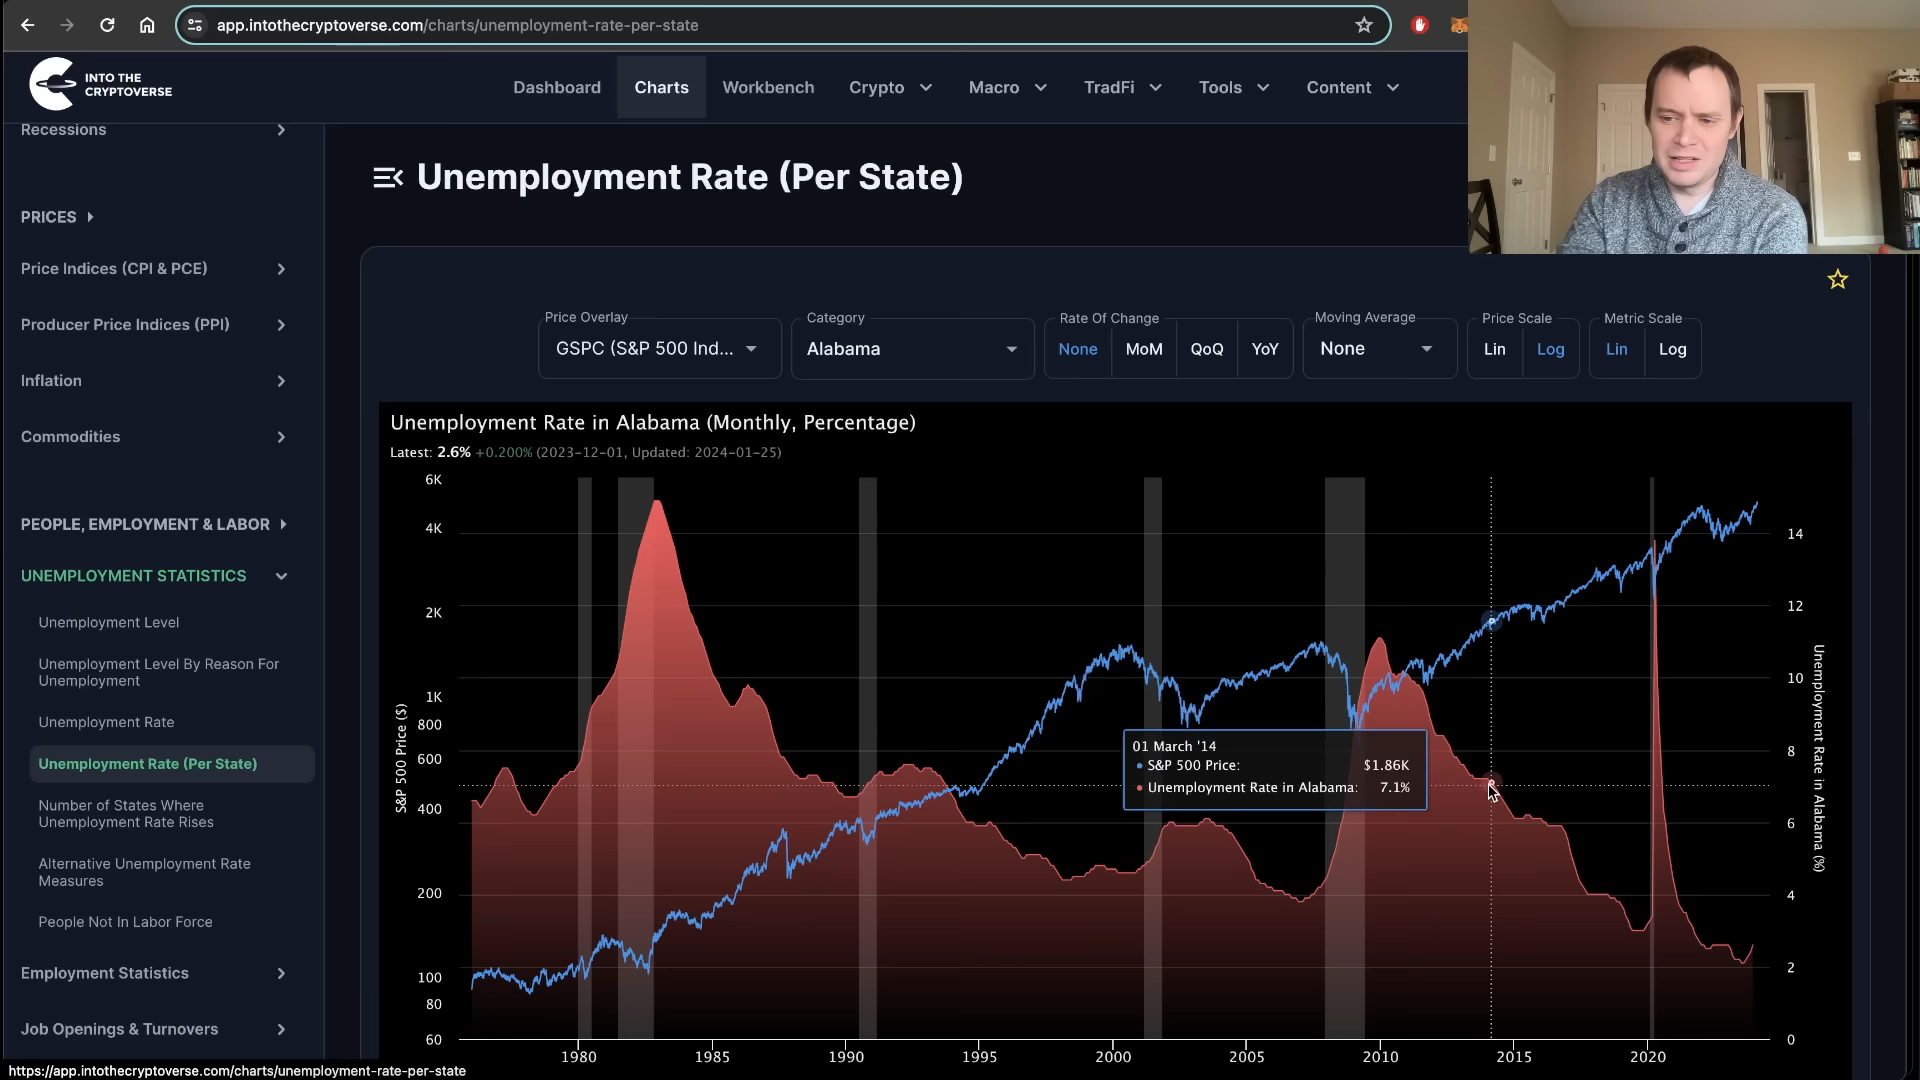 app.intothecryptoverse.com/charts/unemployment-rate-per-state
INTO THE
CRYPTOVERSE
Dashboard
Charts
Workbench
Crypto
Macro
TradFi
Tools
Content
Recessions
PRICES
Price Indices (CPI & PCE)
Producer Price Indices (PPI)
Inflation
Commodities
PEOPLE, EMPLOYMENT & LABOR
UNEMPLOYMENT STATISTICS
Unemployment Level
Unemployment Level By Reason For
Unemployment
Unemployment Rate
Unemployment Rate (Per State)
Number of States Where
Unemployment Rate Rises
Alternative Unemployment Rate
Measures
People Not In Labor Force
Employment Statistics
Job Openings & Turnovers
https://app.intothecryptoverse.com/charts/unemployment-rate-per-state
Unemployment Rate (Per State)
Price Overlay
GSPC (S&P 500 Ind...
Category
Alabama
Rate Of Change
None MoM QoQ YoY
Moving Average
None
Price Scale
Lin Log
Metric Scale
Lin Log
Unemployment Rate in Alabama (Monthly, Percentage)
Latest: 2.6% +0.200% (2023-12-01, Updated: 2024-01-25)
6K
4K
2K
1K
800
600
400
200
100
80
60
S&P 500 Price ($)
01 March '14
S&P 500 Price: $1.86K
Unemployment Rate in Alabama: 7.1%
14
12
10
8
6
4
2
0
Unemployment Rate in Alabama (%)
1980 1985 1990 1995 2000 2005 2010 2015 2020